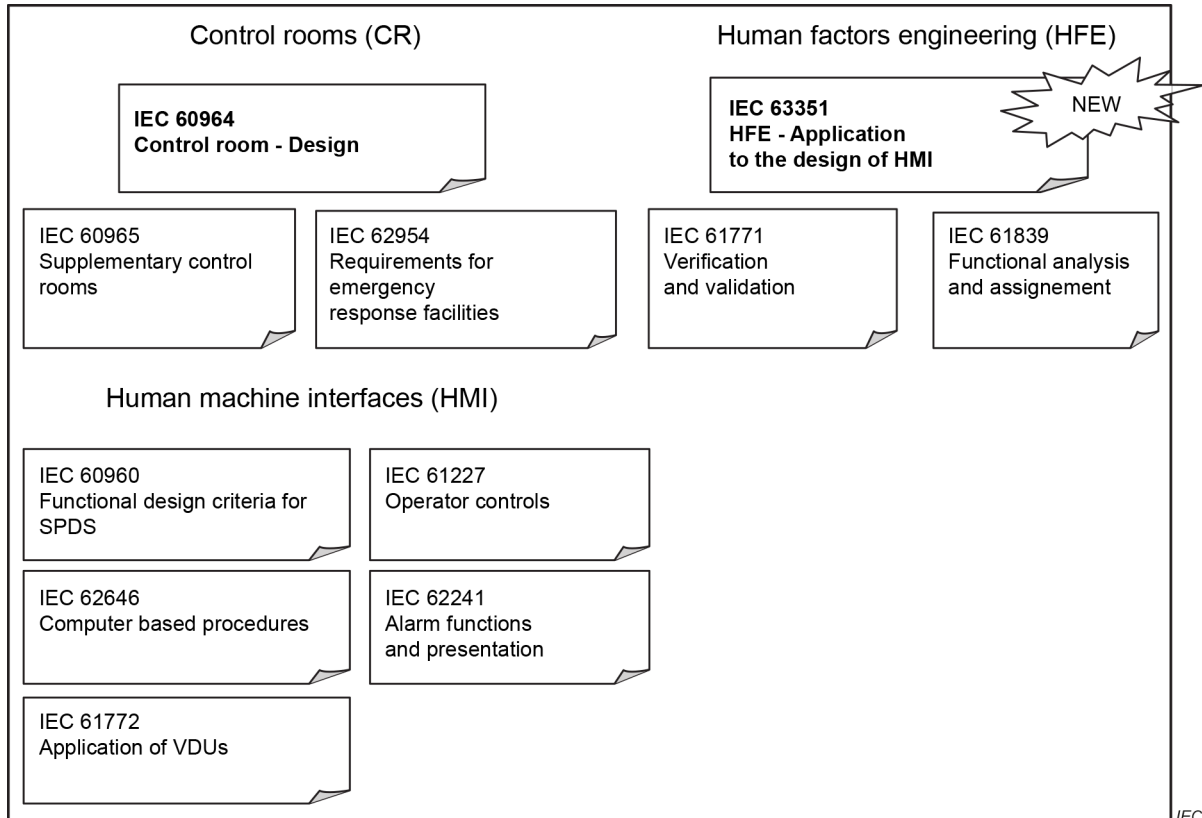 Control rooms (CR)
Human factors engineering (HFE)
IEC 60964
Control room - Design
IEC 63351
HFE - Application
to the design of HMI
NEW
IEC 60965
Supplementary control
rooms
IEC 62954
Requirements for
emergency
response facilities
IEC 61771
Verification
and validation
IEC 61839
Functional analysis
and assignement
Human machine interfaces (HMI)
IEC 60960
Functional design criteria for
SPDS
IEC 61227
Operator controls
IEC 62646
Computer based procedures
IEC 62241
Alarm functions
and presentation
IEC 61772
Application of VDUs
IEC